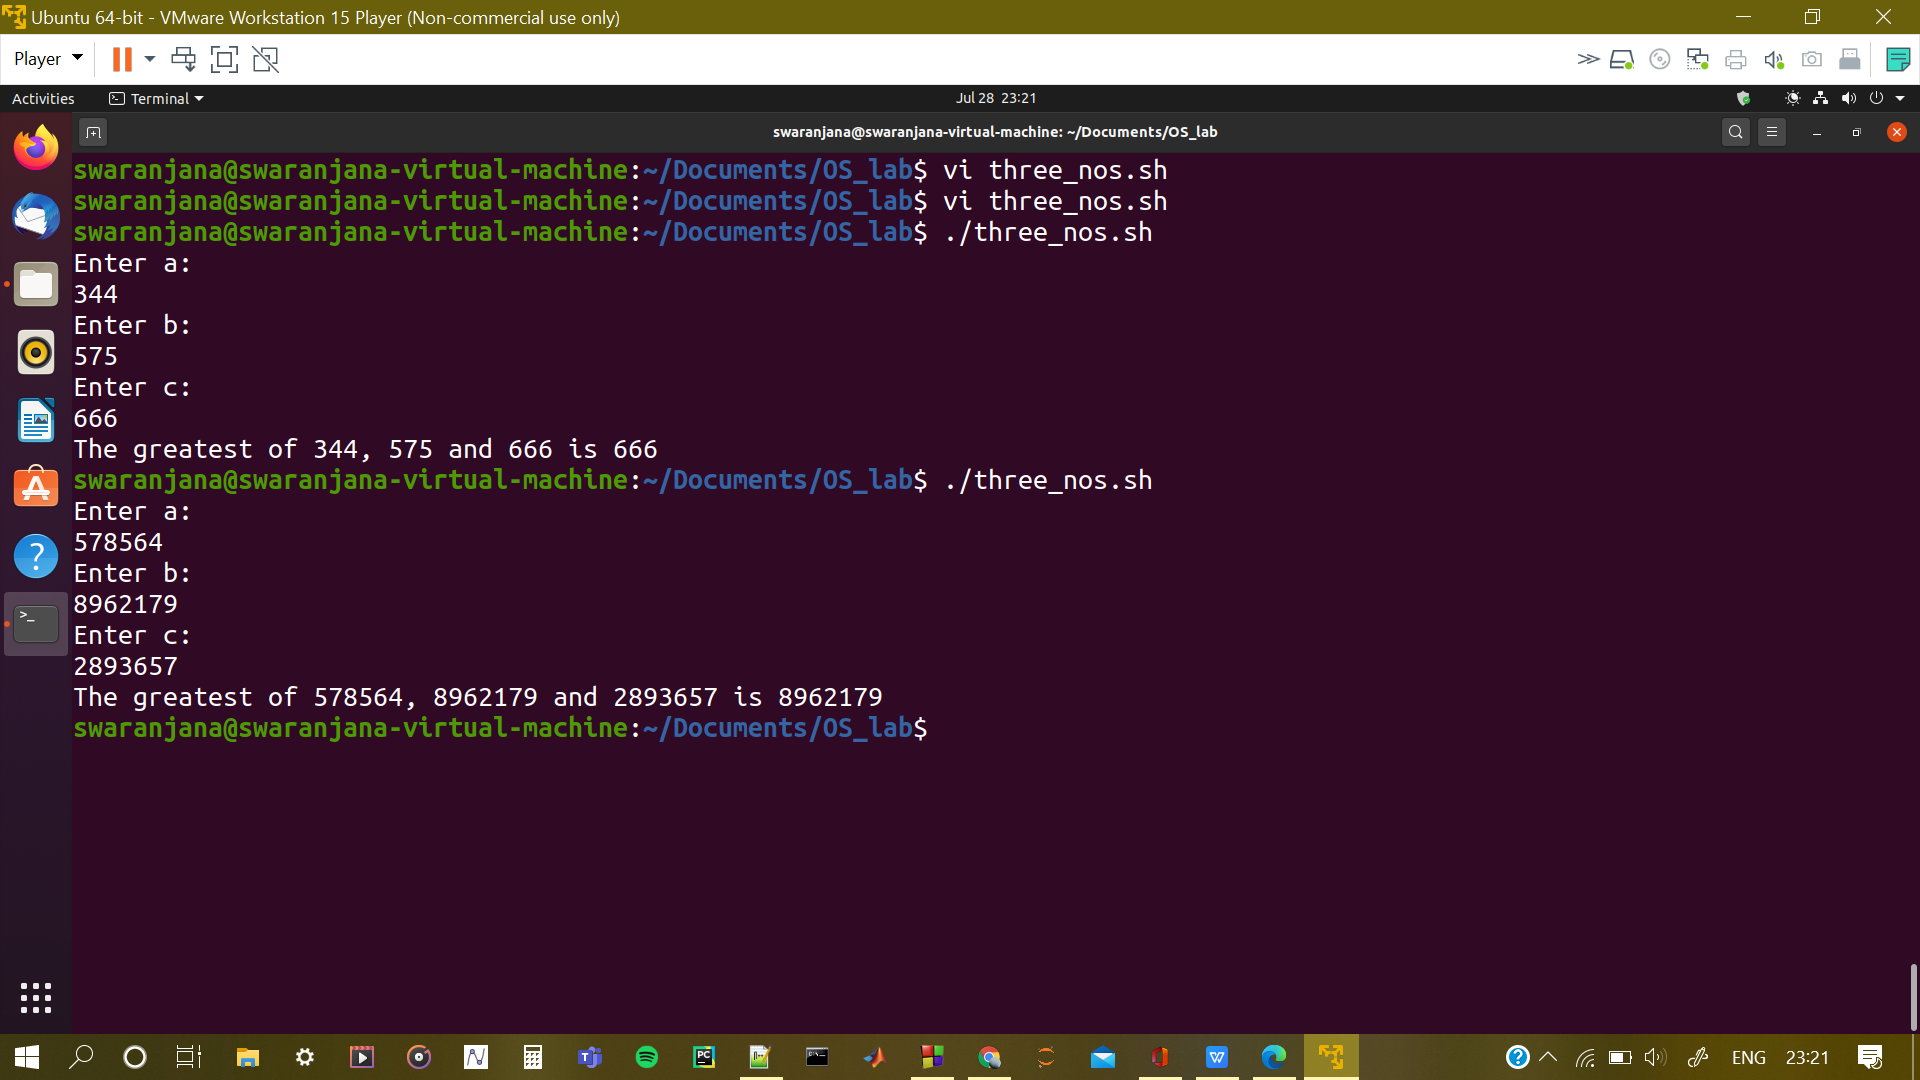 Ubuntu 64-bit - VMware Workstation 15 Player (Non-commercial use only)
Player
Activities
Terminal
Jul 28 23:21
swaranjana@swaranjana-virtual-machine: ~/Documents/OS_lab
swaranjana@swaranjana-virtual-machine:~/Documents/OS_lab$ vi three_nos.sh
swaranjana@swaranjana-virtual-machine:~/Documents/OS_lab$ vi three_nos.sh
swaranjana@swaranjana-virtual-machine:~/Documents/OS_lab$ ./three_nos.sh
Enter a:
344
Enter b:
575
Enter c:
666
The greatest of 344, 575 and 666 is 666
swaranjana@swaranjana-virtual-machine:~/Documents/OS_lab$ ./three_nos.sh
Enter a:
578564
Enter b:
8962179
Enter c:
2893657
The greatest of 578564, 8962179 and 2893657 is 8962179
swaranjana@swaranjana-virtual-machine:~/Documents/OS_lab$
ENG
23:21